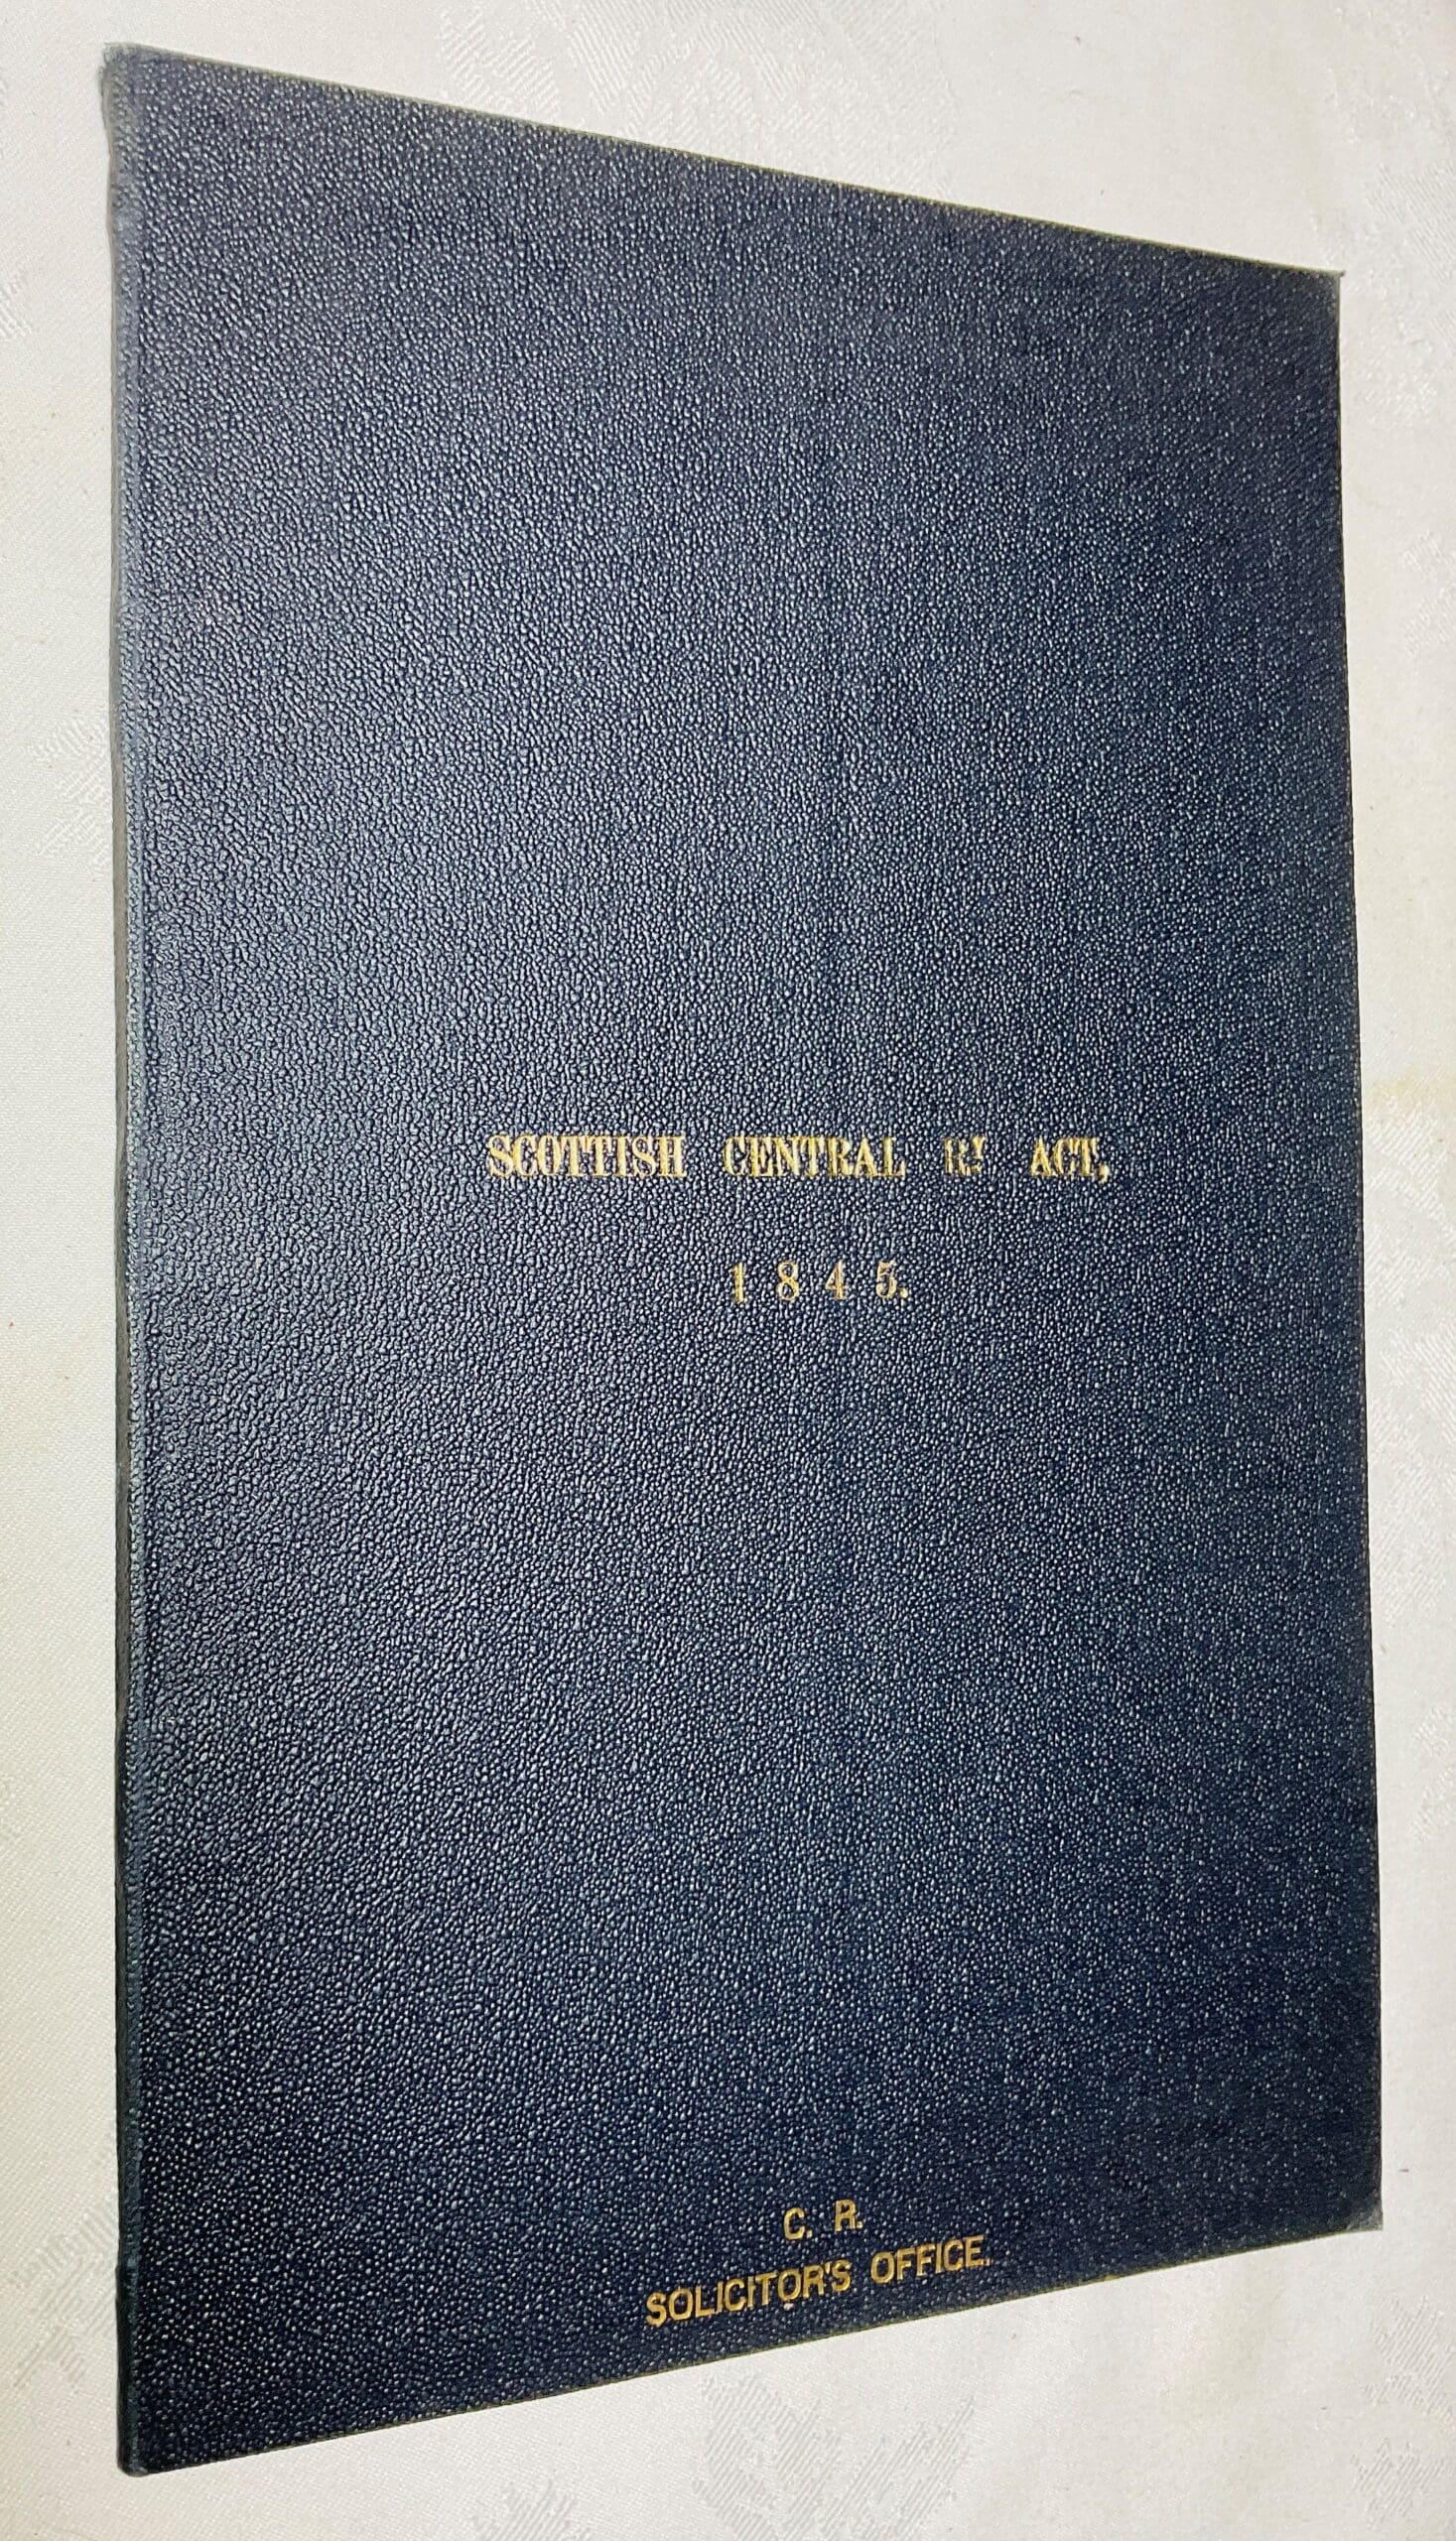 SCOTTISH CENTRAL Ry ACT,
1845.
C. R.
SOLICITOR'S OFFICE.